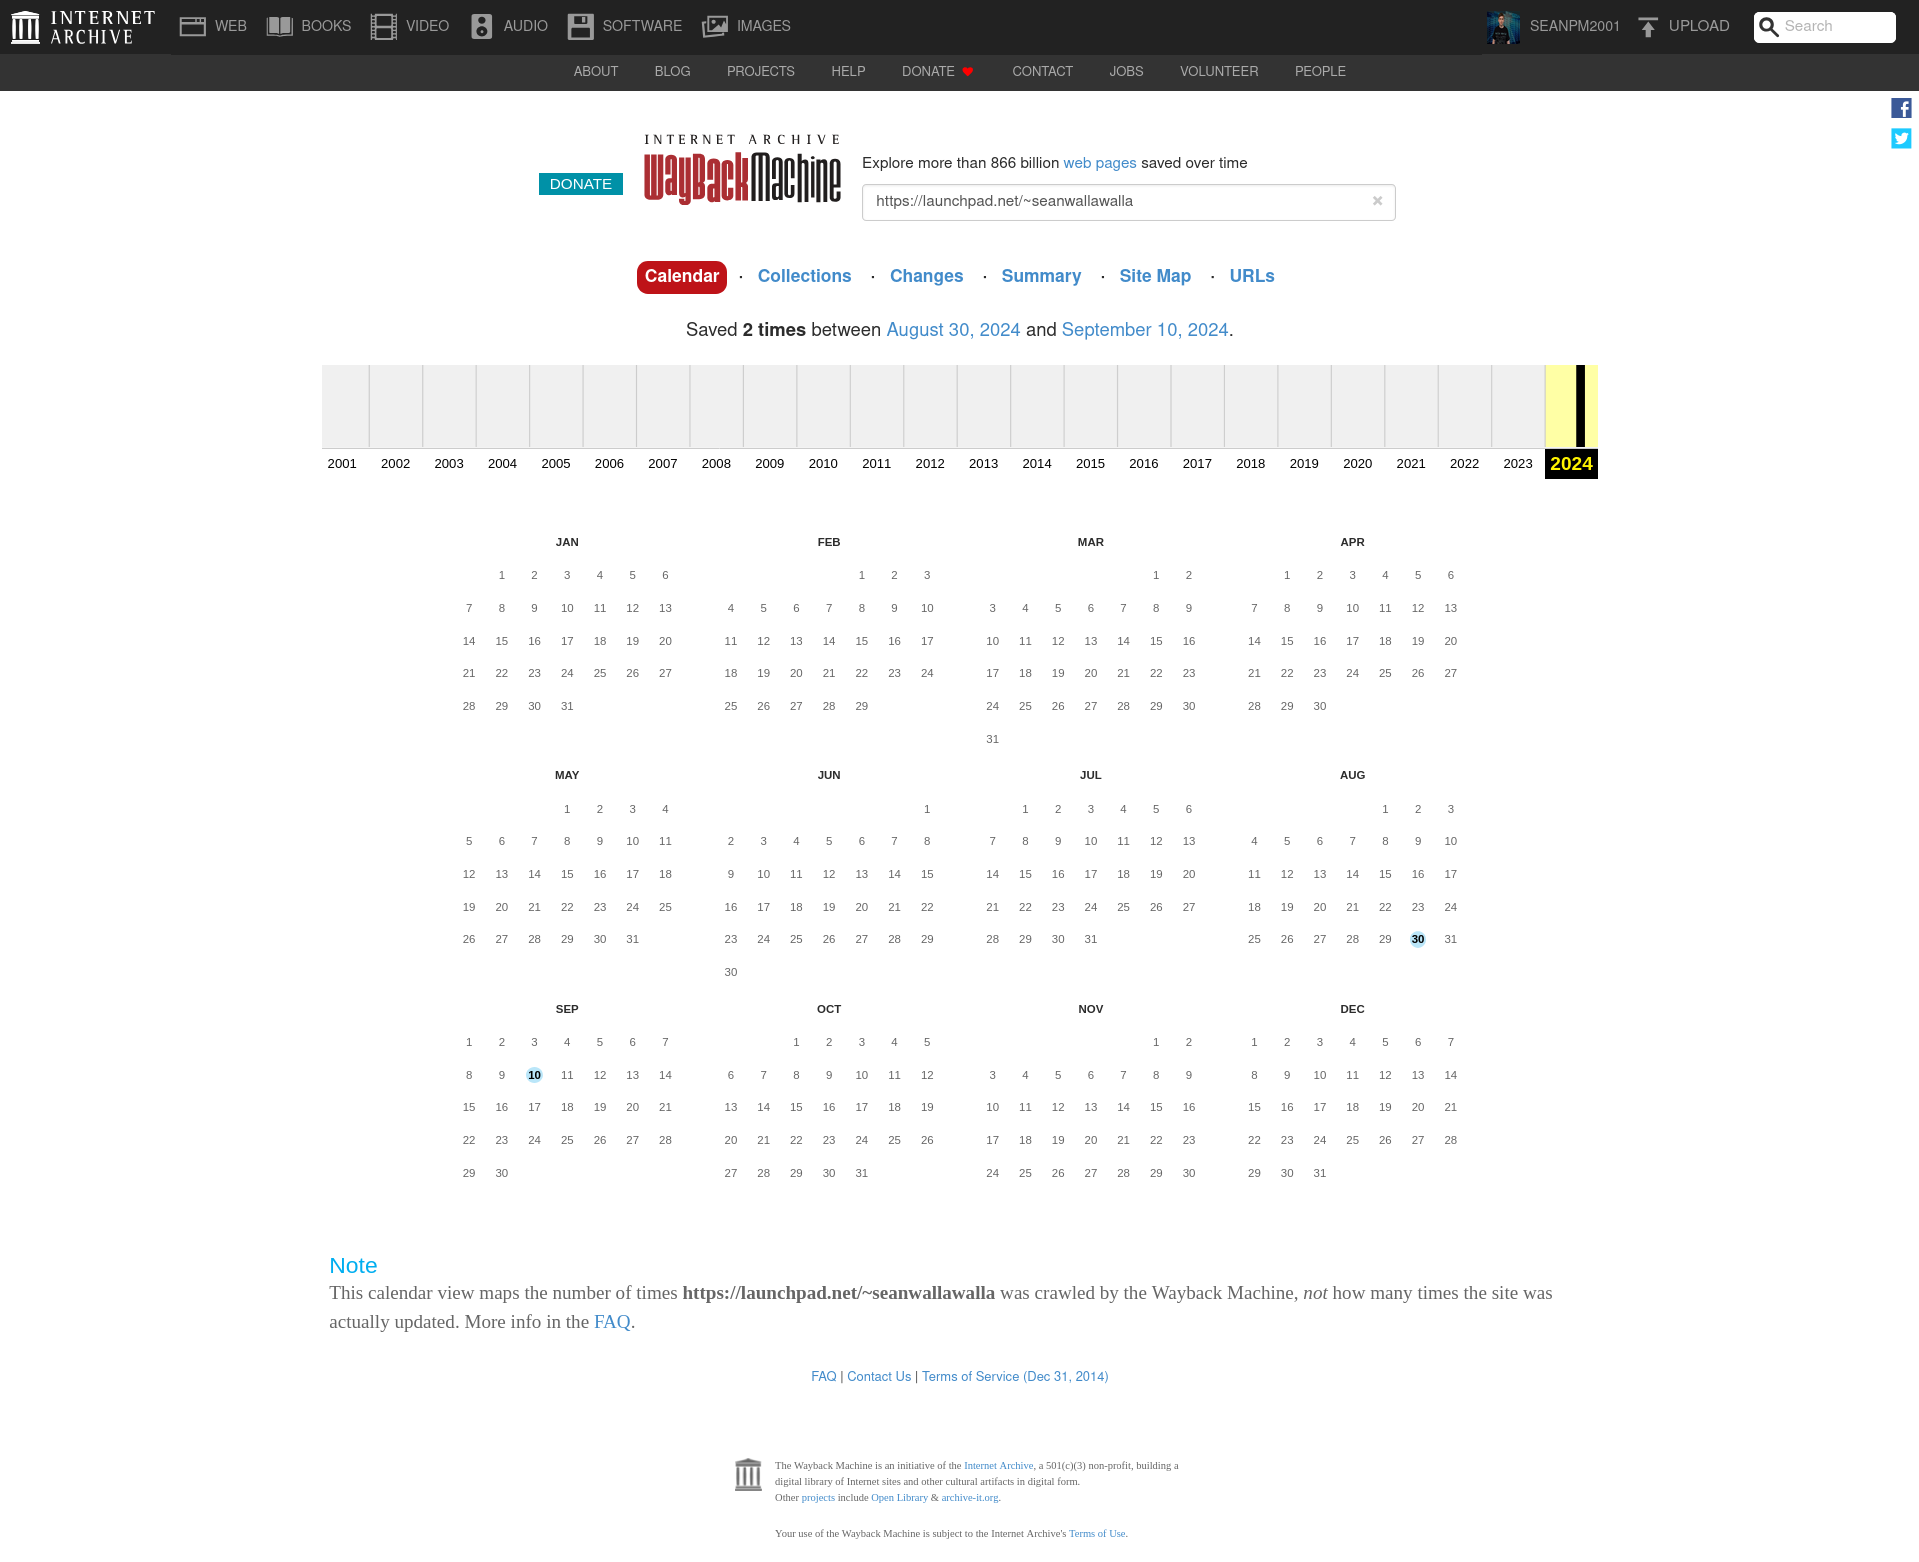 INTERNET ARCHIVE
WEB BOOKS VIDEO AUDIO SOFTWARE IMAGES SEANPM2001 UPLOAD Search
ABOUT BLOG PROJECTS HELP DONATE CONTACT JOBS VOLUNTEER PEOPLE
INTERNET ARCHIVE
WayBackMachine
DONATE
Explore more than 866 billion web pages saved over time
https://launchpad.net/~seanwallawalla ×
Calendar · Collections · Changes · Summary · Site Map · URLs
Saved 2 times between August 30, 2024 and September 10, 2024.
2001 2002 2003 2004 2005 2006 2007 2008 2009 2010 2011 2012 2013 2014 2015 2016 2017 2018 2019 2020 2021 2022 2023 2024
JAN FEB MAR APR
1 2 3 4 5 6 1 2 3 1 2 1 2 3 4 5 6
7 8 9 10 11 12 13 4 5 6 7 8 9 10 3 4 5 6 7 8 9 7 8 9 10 11 12 13
14 15 16 17 18 19 20 11 12 13 14 15 16 17 10 11 12 13 14 15 16 14 15 16 17 18 19 20
21 22 23 24 25 26 27 18 19 20 21 22 23 24 17 18 19 20 21 22 23 21 22 23 24 25 26 27
28 29 30 31 25 26 27 28 29 24 25 26 27 28 29 30 28 29 30
31
MAY JUN JUL AUG
1 2 3 4 1 1 2 3 4 5 6 1 2 3
5 6 7 8 9 10 11 2 3 4 5 6 7 8 7 8 9 10 11 12 13 4 5 6 7 8 9 10
12 13 14 15 16 17 18 9 10 11 12 13 14 15 14 15 16 17 18 19 20 11 12 13 14 15 16 17
19 20 21 22 23 24 25 16 17 18 19 20 21 22 21 22 23 24 25 26 27 18 19 20 21 22 23 24
26 27 28 29 30 31 23 24 25 26 27 28 29 28 29 30 31 25 26 27 28 29 30 31
30
SEP OCT NOV DEC
1 2 3 4 5 6 7 1 2 3 4 5 1 2 1 2 3 4 5 6 7
8 9 10 11 12 13 14 6 7 8 9 10 11 12 3 4 5 6 7 8 9 8 9 10 11 12 13 14
15 16 17 18 19 20 21 13 14 15 16 17 18 19 10 11 12 13 14 15 16 15 16 17 18 19 20 21
22 23 24 25 26 27 28 20 21 22 23 24 25 26 17 18 19 20 21 22 23 22 23 24 25 26 27 28
29 30 27 28 29 30 31 24 25 26 27 28 29 30 29 30 31
Note
This calendar view maps the number of times https://launchpad.net/~seanwallawalla was crawled by the Wayback Machine, not how many times the site was
actually updated. More info in the FAQ.
FAQ | Contact Us | Terms of Service (Dec 31, 2014)
The Wayback Machine is an initiative of the Internet Archive, a 501(c)(3) non-profit, building a
digital library of Internet sites and other cultural artifacts in digital form.
Other projects include Open Library & archive-it.org.
Your use of the Wayback Machine is subject to the Internet Archive's Terms of Use.